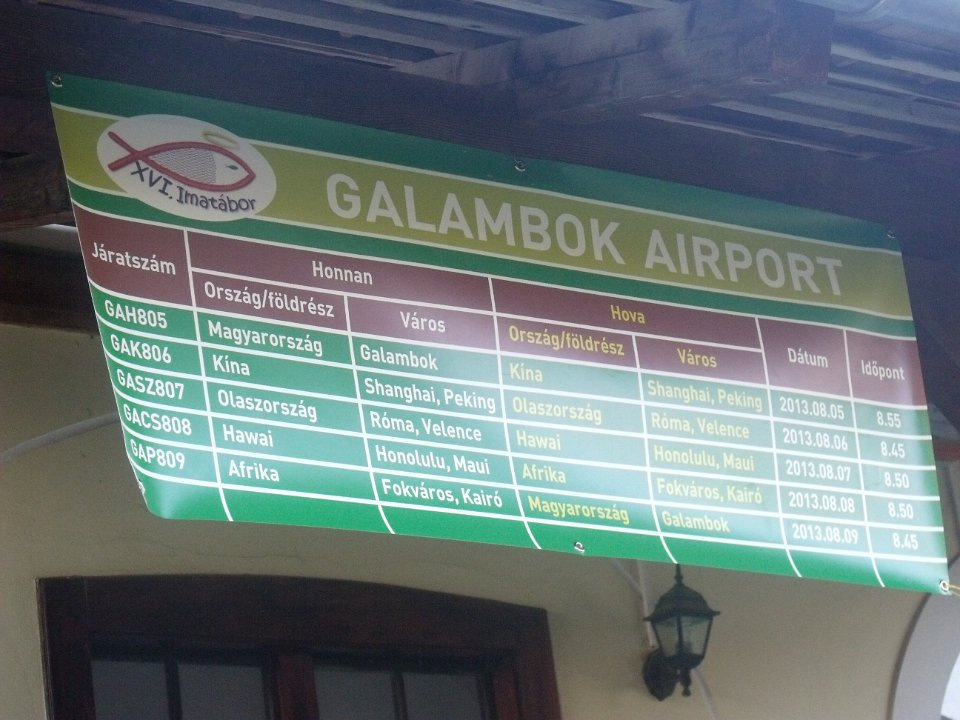 XVI. Imatábor
GALAMBOK AIRPORT
Járatszám Honnan Hova Dátum Időpont
Ország/földrész Város Ország/földrész Város
GAH805 Magyarország Galambok Kína Shanghai, Peking 2013.08.05 8.55
GAK806 Kína Shanghai, Peking Olaszország Róma, Velence 2013.08.06 8.45
GASZ807 Olaszország Róma, Velence Hawai Honolulu, Maui 2013.08.07 8.50
GACS808 Hawai Honolulu, Maui Afrika Fokváros, Kairó 2013.08.08 8.50
GAP809 Afrika Fokváros, Kairó Magyarország Galambok 2013.08.09 8.45